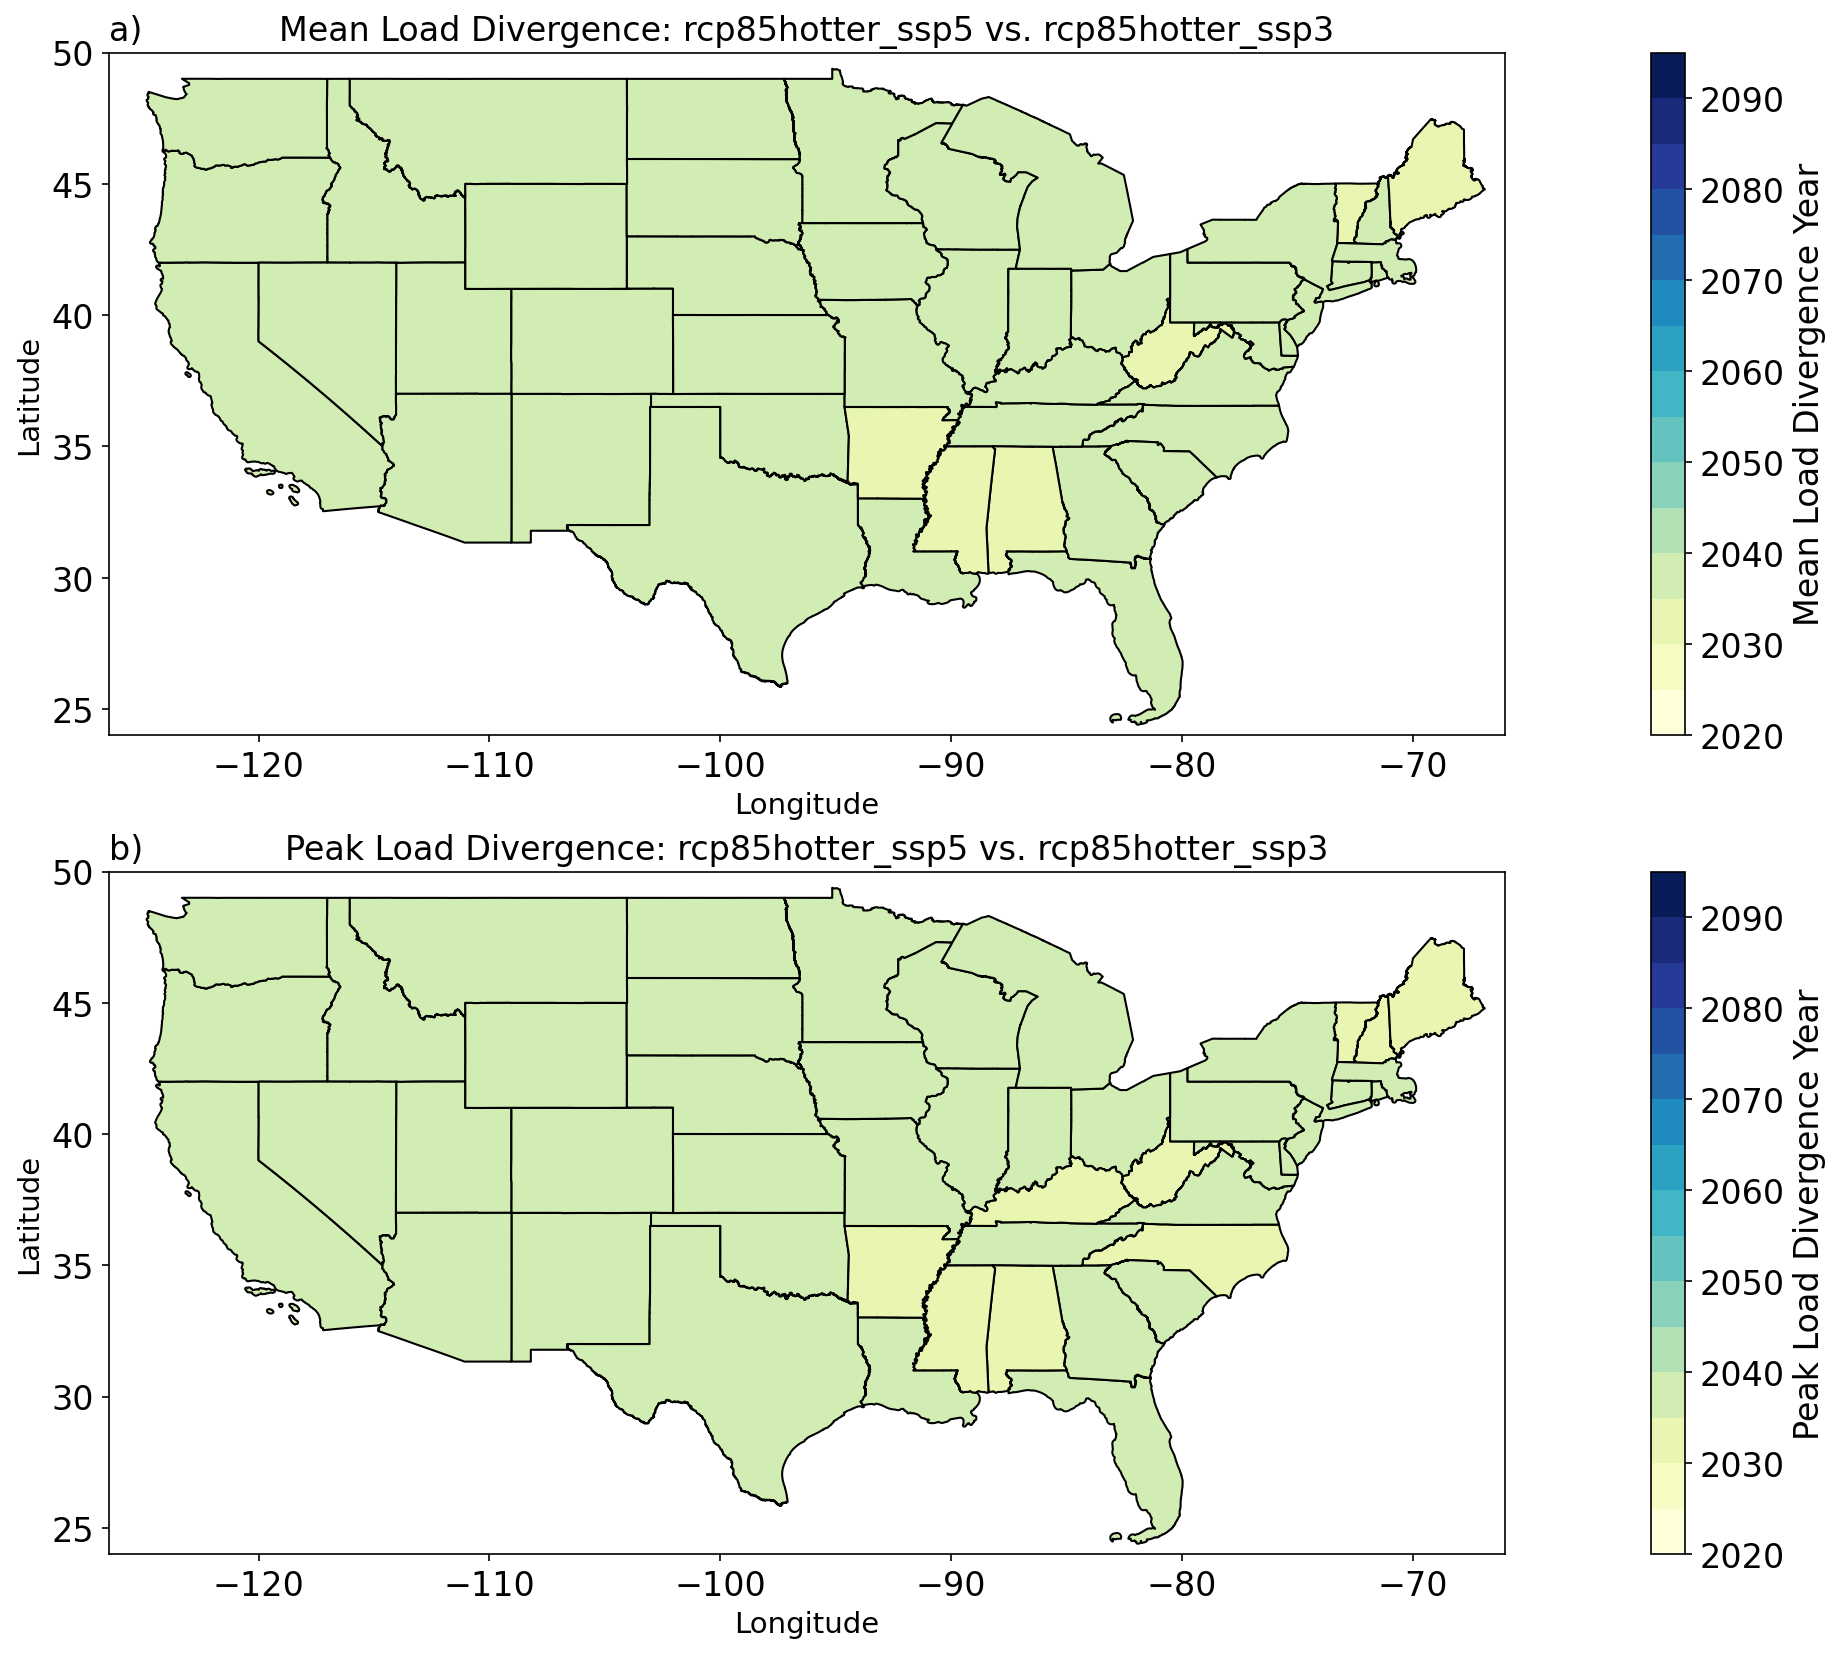 a) Mean Load Divergence: rcp85hotter_ssp5 vs. rcp85hotter_ssp3
50
45
40
35
30
25
Latitude
−120 −110 −100 −90 −80 −70
Longitude
2090
2080
2070
2060
2050
2040
2030
2020
Mean Load Divergence Year
b) Peak Load Divergence: rcp85hotter_ssp5 vs. rcp85hotter_ssp3
50
45
40
35
30
25
Latitude
−120 −110 −100 −90 −80 −70
Longitude
2090
2080
2070
2060
2050
2040
2030
2020
Peak Load Divergence Year